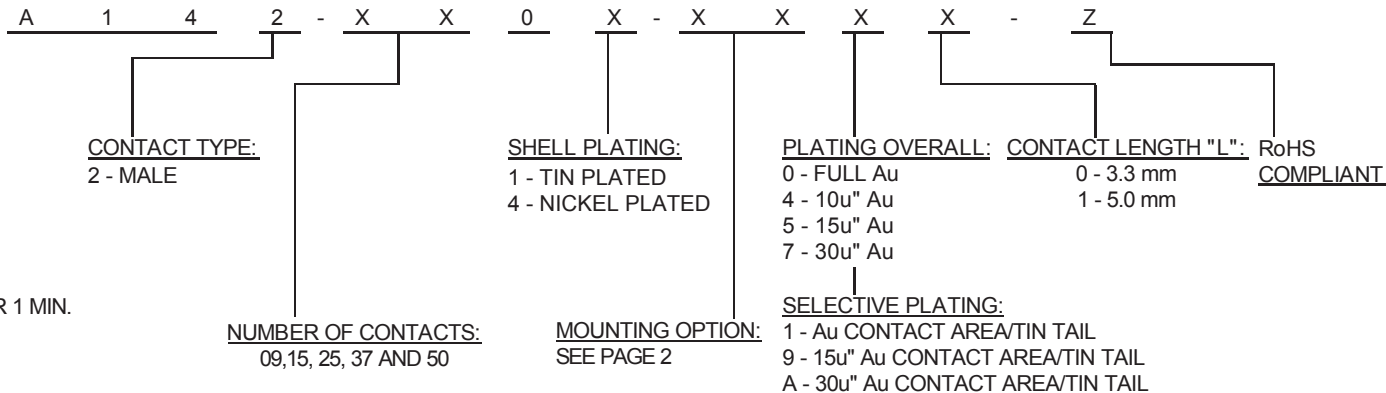 A 1 4 2 - X X 0 X - X X X X - Z
CONTACT TYPE:
2 - MALE
SHELL PLATING:
1 - TIN PLATED
4 - NICKEL PLATED
PLATING OVERALL:
0 - FULL Au
4 - 10u" Au
5 - 15u" Au
7 - 30u" Au
CONTACT LENGTH "L":
0 - 3.3 mm
1 - 5.0 mm
RoHS
COMPLIANT
R 1 MIN.
NUMBER OF CONTACTS:
09,15, 25, 37 AND 50
MOUNTING OPTION:
SEE PAGE 2
SELECTIVE PLATING:
1 - Au CONTACT AREA/TIN TAIL
9 - 15u" Au CONTACT AREA/TIN TAIL
A - 30u" Au CONTACT AREA/TIN TAIL